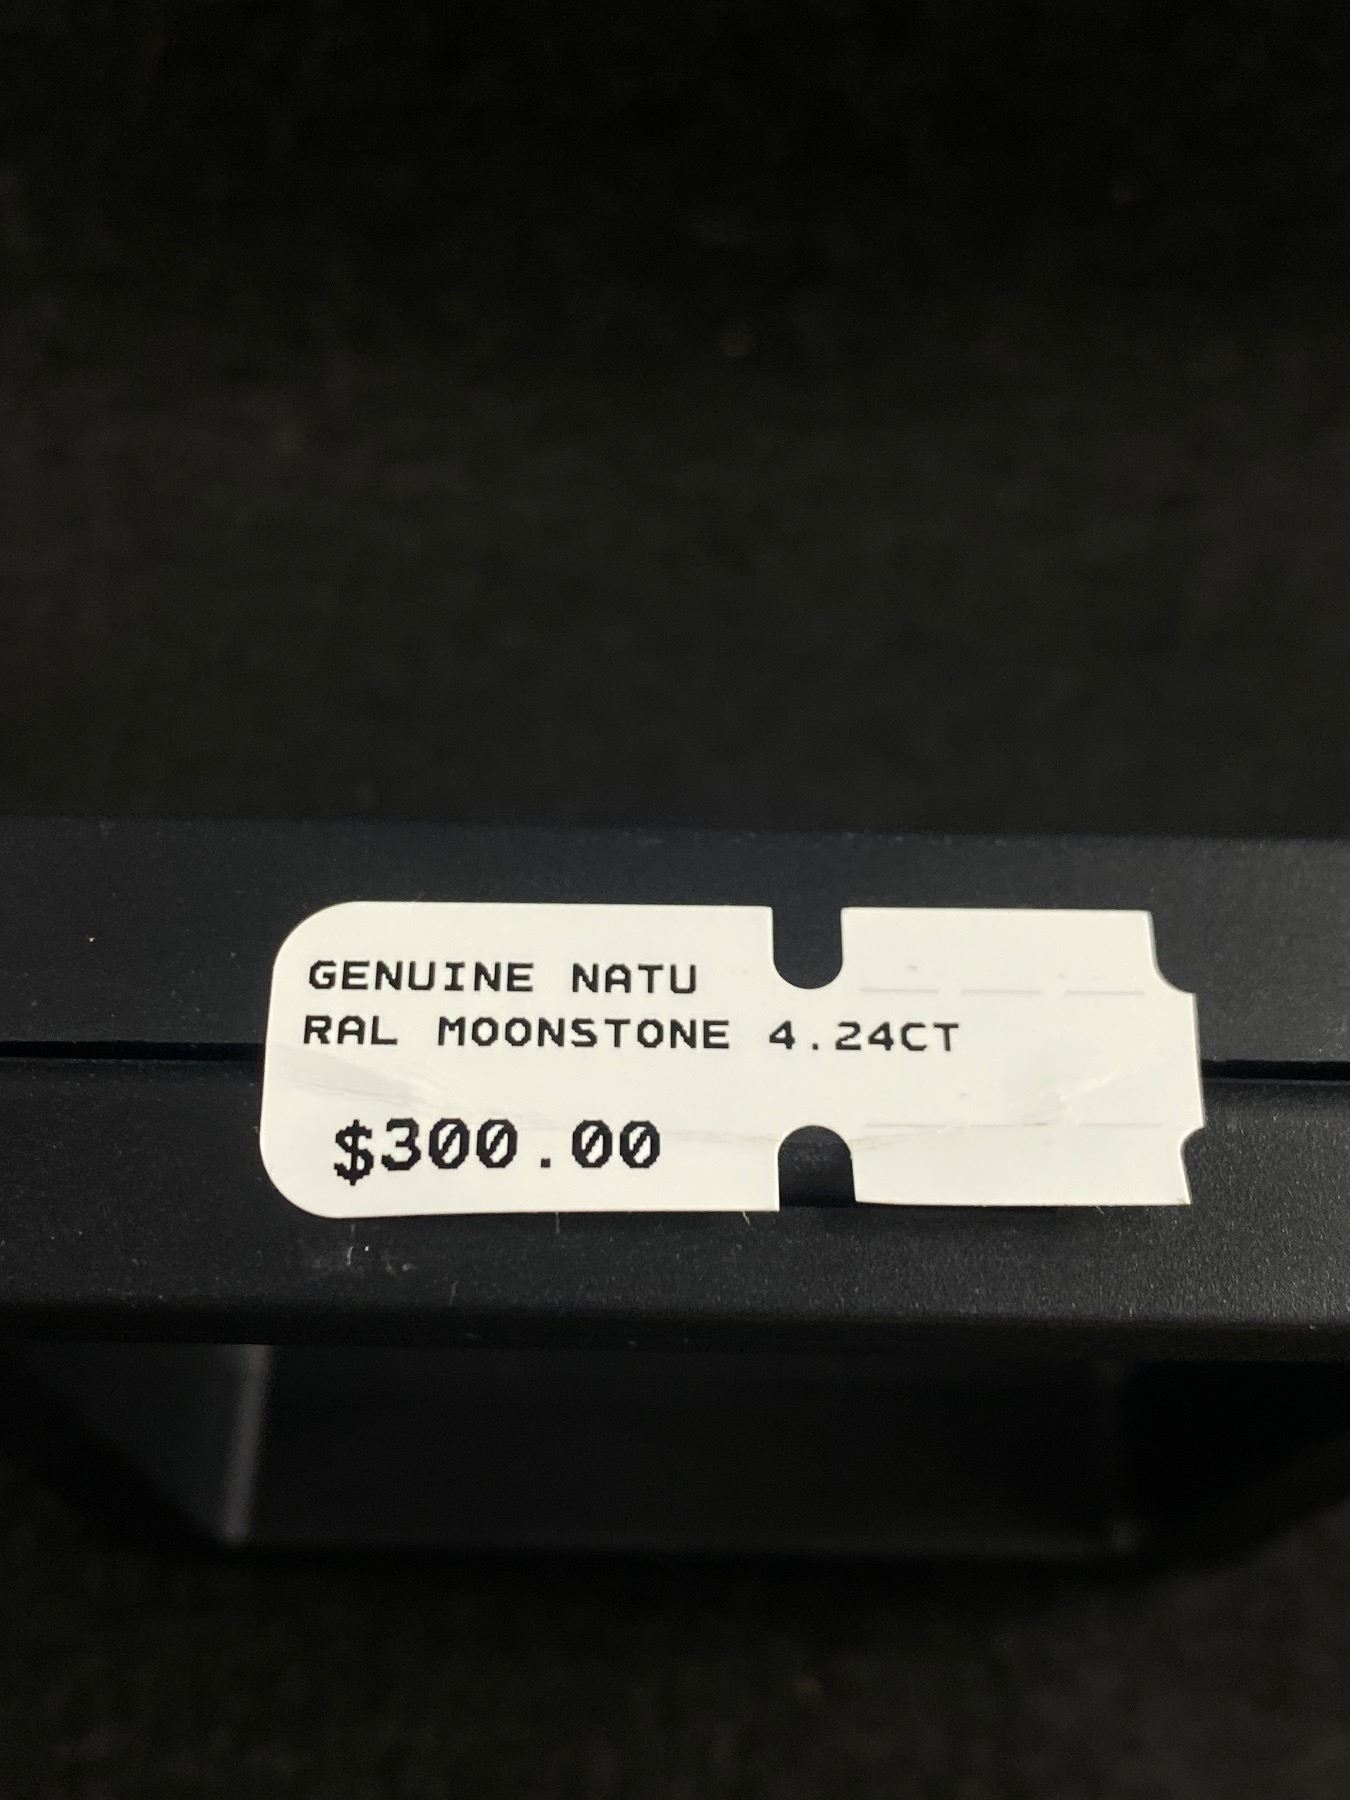 GENUINE NATU
RAL MOONSTONE 4.24CT
$300.00